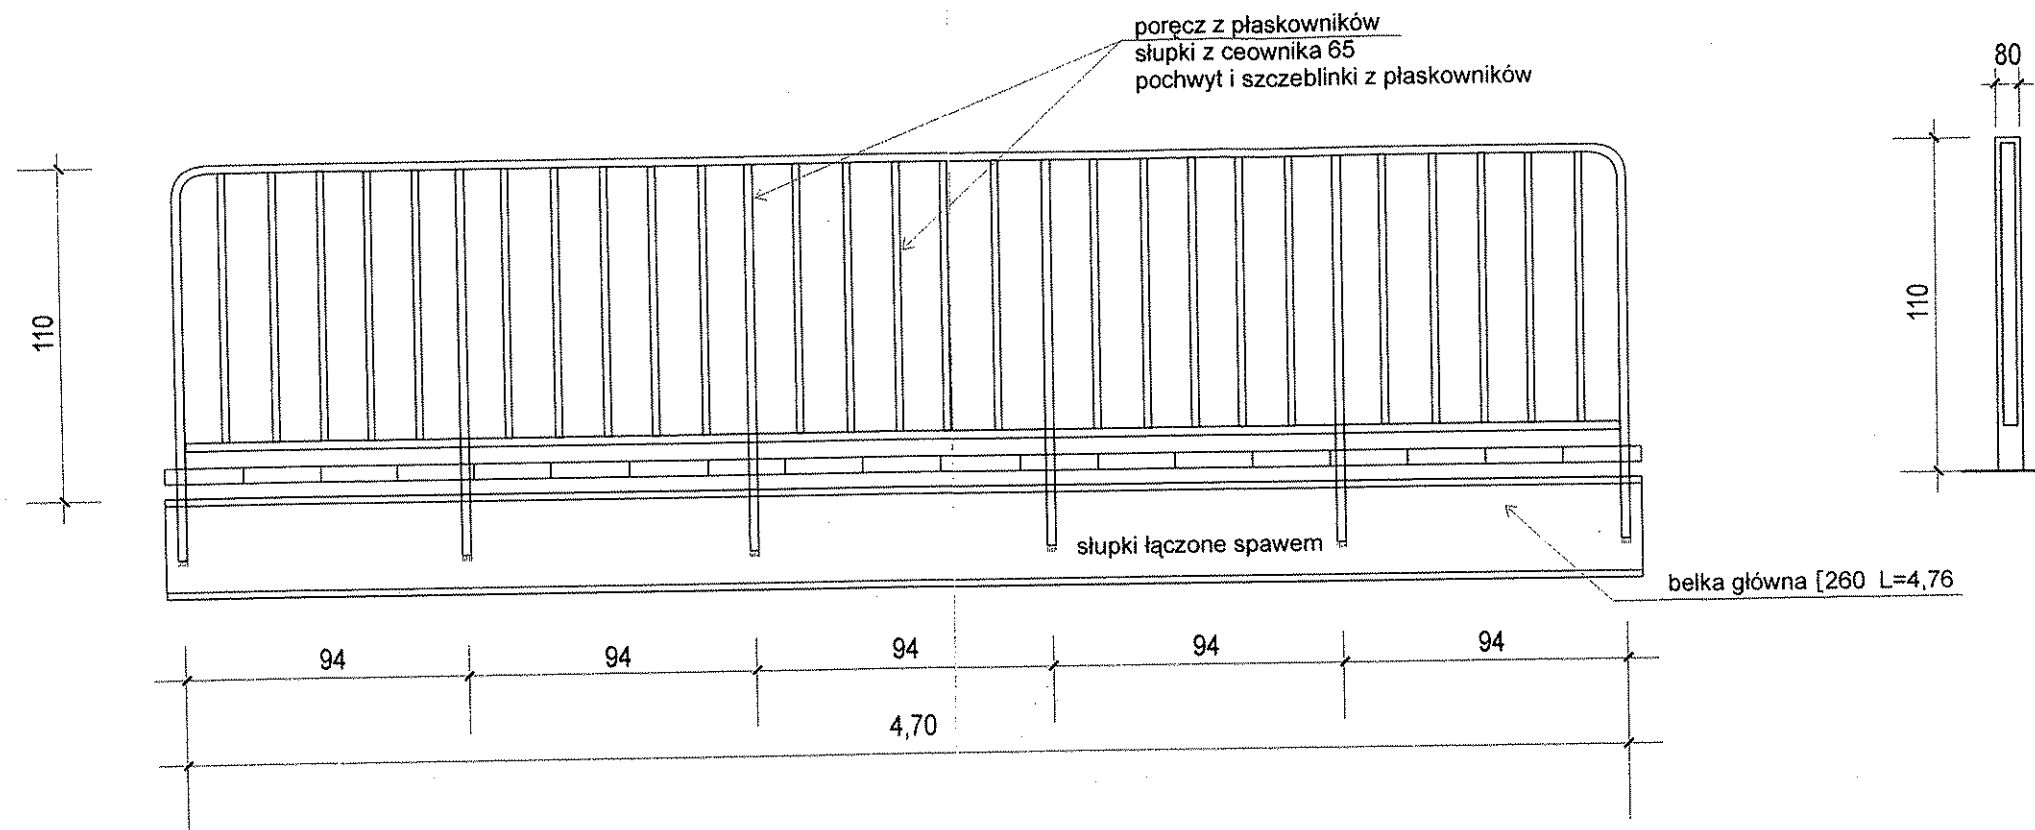 poręcz z płaskowników
słupki z ceownika 65
pochwyt i szczeblinki z płaskowników
80
110
110
słupki łączone spawem
belka główna [260 L=4,76
94
94
94
94
94
4,70